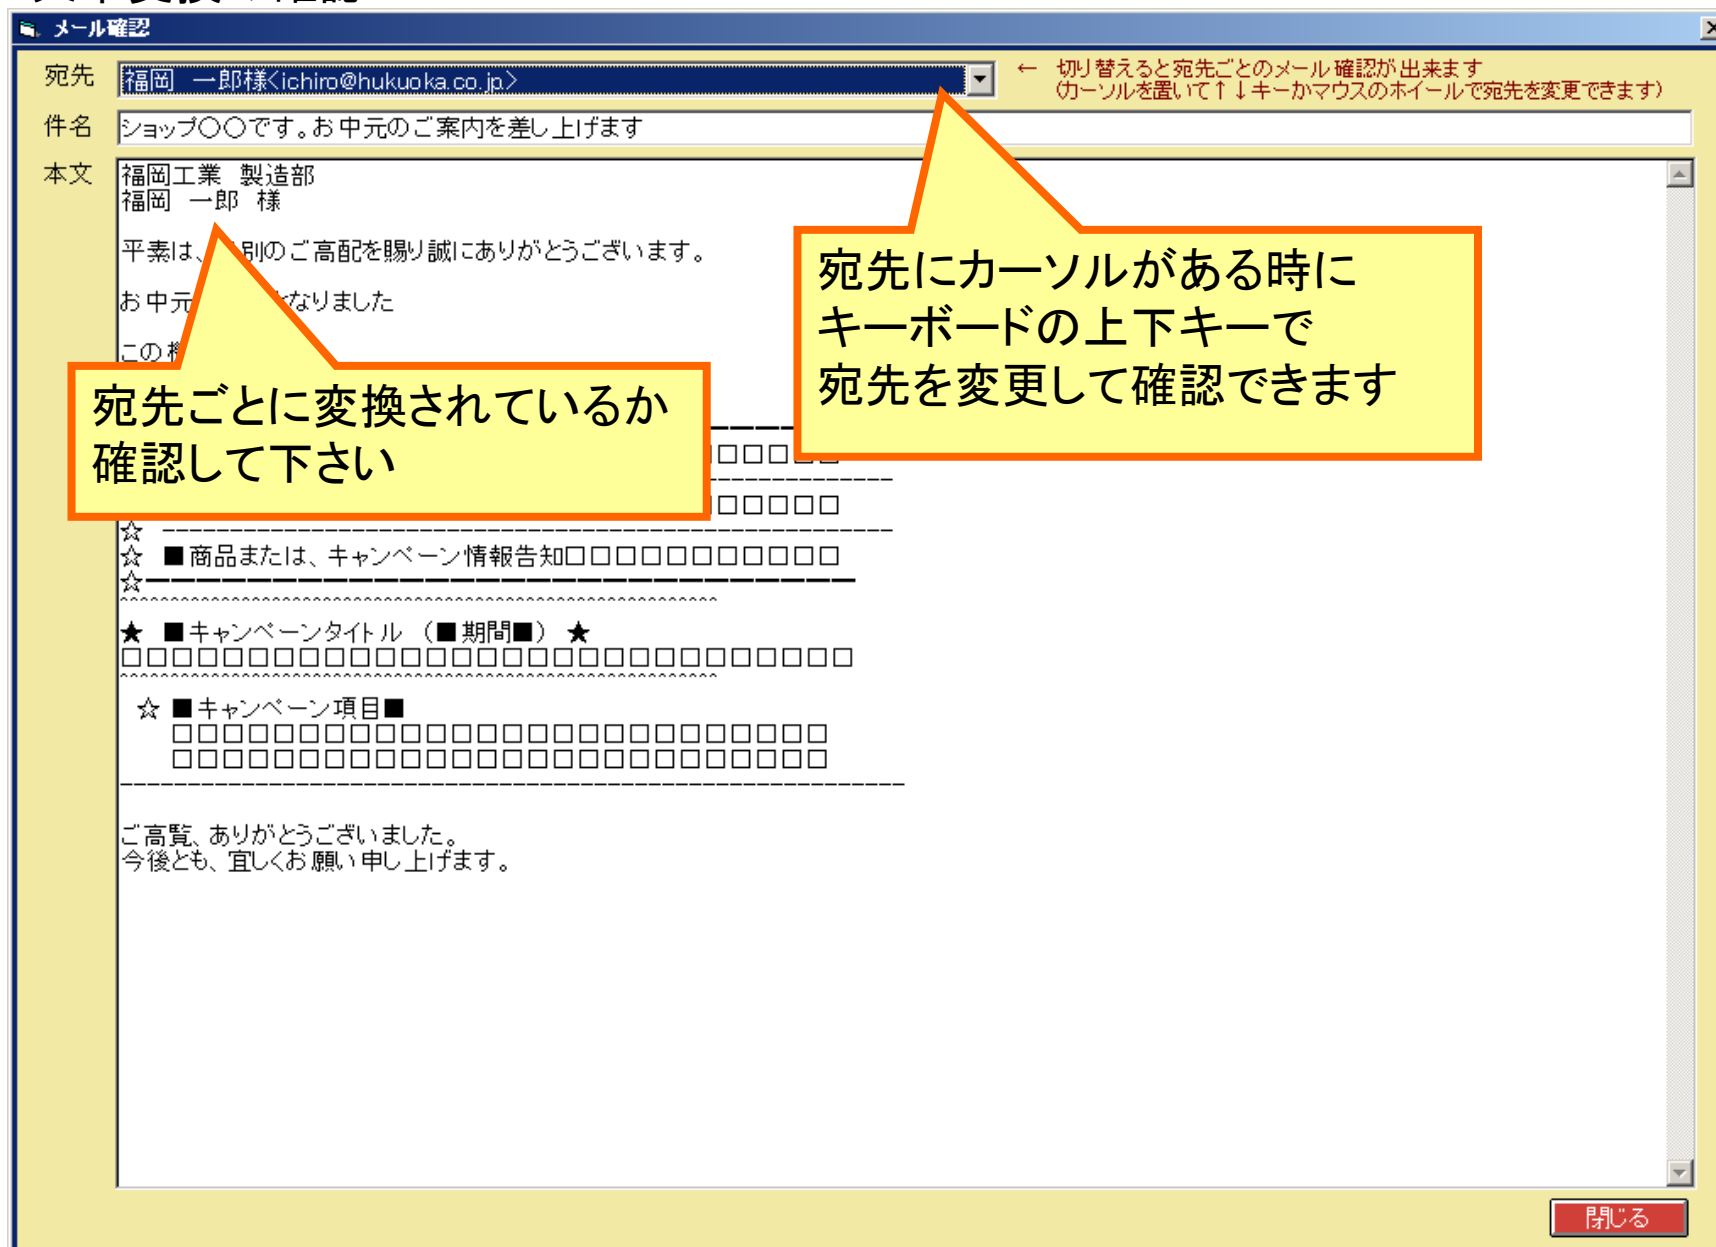 メール確認
宛先 福岡　一郎様<ichiro@hukuoka.co.jp> ← 切り替えると宛先ごとのメール確認が出来ます
(カーソルを置いて↑↓キーかマウスのホイールで宛先を変更できます)
件名 ショップ〇〇です。お中元のご案内を差し上げます
本文 福岡工業　製造部
福岡　一郎　様
平素は、 別のご高配を賜り誠にありがとうございます。
お中元 なりました
この
宛先にカーソルがある時に
キーボードの上下キーで
宛先を変更して確認できます
宛先ごとに変換されているか
確認して下さい
□□□□□
□□□□□
☆ ---------------------------------------------------------
☆　■商品または、キャンペーン情報告知□□□□□□□□□□□
☆━━━━━━━━━━━━━━━━━━━━━━━━━━━━
^^^^^^^^^^^^^^^^^^^^^^^^^^^^^^^^^^^^^^^^^^^^^^^^^^^^^^^^^^^^
★　■キャンペーンタイトル　（■期間■）　★
□□□□□□□□□□□□□□□□□□□□□□□□□□□□□
^^^^^^^^^^^^^^^^^^^^^^^^^^^^^^^^^^^^^^^^^^^^^^^^^^^^^^^^^^^^
☆ ■キャンペーン項目■
□□□□□□□□□□□□□□□□□□□□□□□□□□
□□□□□□□□□□□□□□□□□□□□□□□□□□
-------------------------------------------------------------
ご高覧、ありがとうございました。
今後とも、宜しくお願い申し上げます。
閉じる